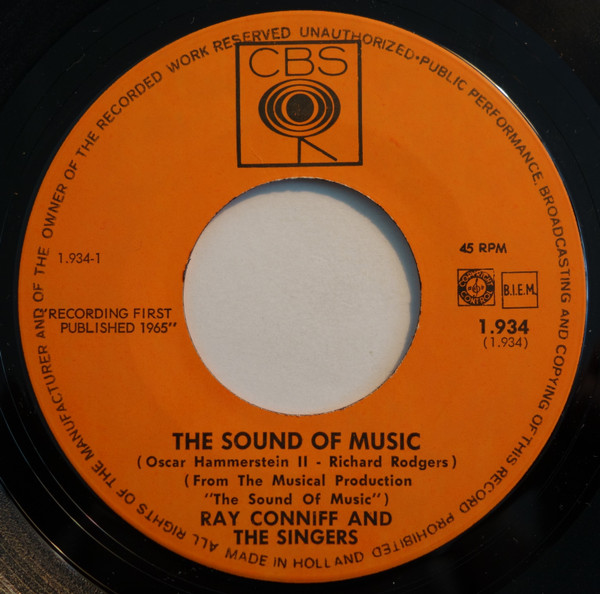 CBS
1.934-1
45 RPM
"RECORDING FIRST
PUBLISHED 1965"
B.I.E.M.
1.934
(1.934)
THE SOUND OF MUSIC
(Oscar Hammerstein II - Richard Rodgers)
(From The Musical Production
"The Sound Of Music")
RAY CONNIFF AND
THE SINGERS
ALL RIGHTS OF THE MANUFACTURER AND OF THE OWNER OF THE RECORDED WORK RESERVED UNAUTHORIZED·PUBLIC PERFORMANCE, BROADCASTING AND COPYING OF THIS RECORD PROHIBITED
MADE IN HOLLAND